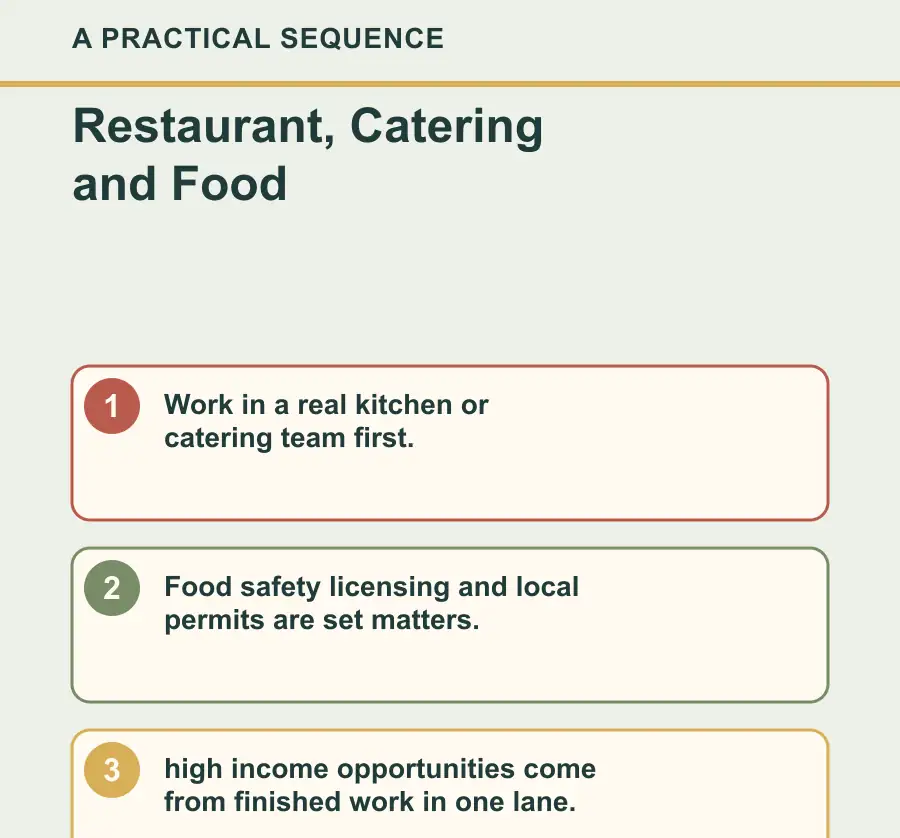 A PRACTICAL SEQUENCE
Restaurant, Catering
and Food
1
Work in a real kitchen or
catering team first.
2
Food safety licensing and local
permits are set matters.
3
high income opportunities come
from finished work in one lane.